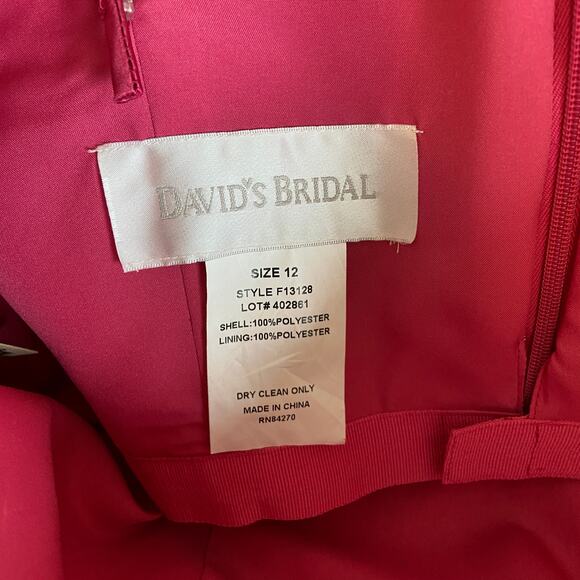 DAVID'S BRIDAL
SIZE 12
STYLE F13128
LOT# 402861
SHELL:100%POLYESTER
LINING:100%POLYESTER
DRY CLEAN ONLY
MADE IN CHINA
RN84270